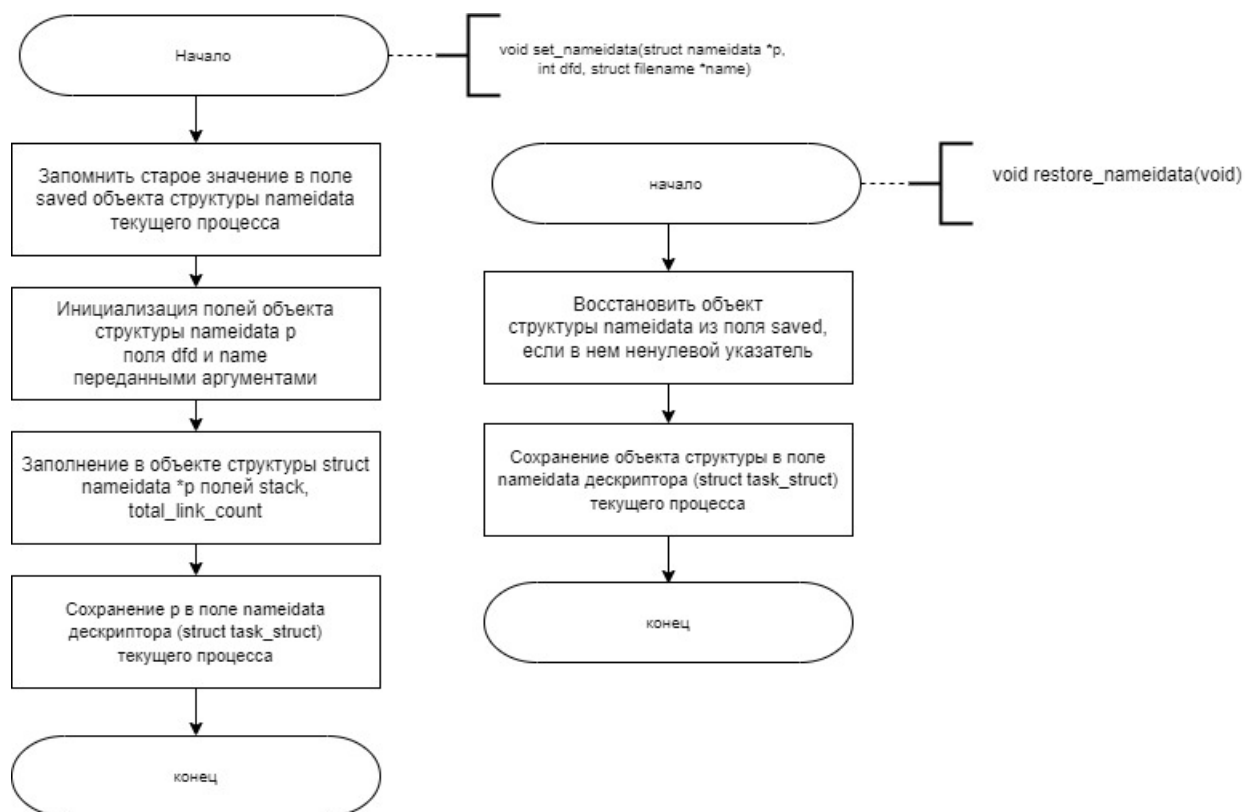 Начало
void set_nameidata(struct nameidata *p,
int dfd, struct filename *name)
Запомнить старое значение в поле
saved объекта структуры nameidata
текущего процесса
Инициализация полей объекта
структуры nameidata p
поля dfd и name
переданными аргументами
Заполнение в объекте структуры struct
nameidata *p полей stack,
total_link_count
Сохранение p в поле nameidata
дескриптора (struct task_struct)
текущего процесса
конец
начало
void restore_nameidata(void)
Восстановить объект
структуры nameidata из поля saved,
если в нем ненулевой указатель
Сохранение объекта структуры в поле
nameidata дескриптора (struct task_struct)
текущего процесса
конец